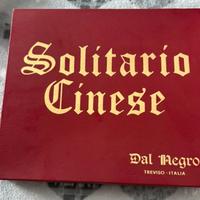 Solitario
Cinese
Dal Negro
TREVISO - ITALIA